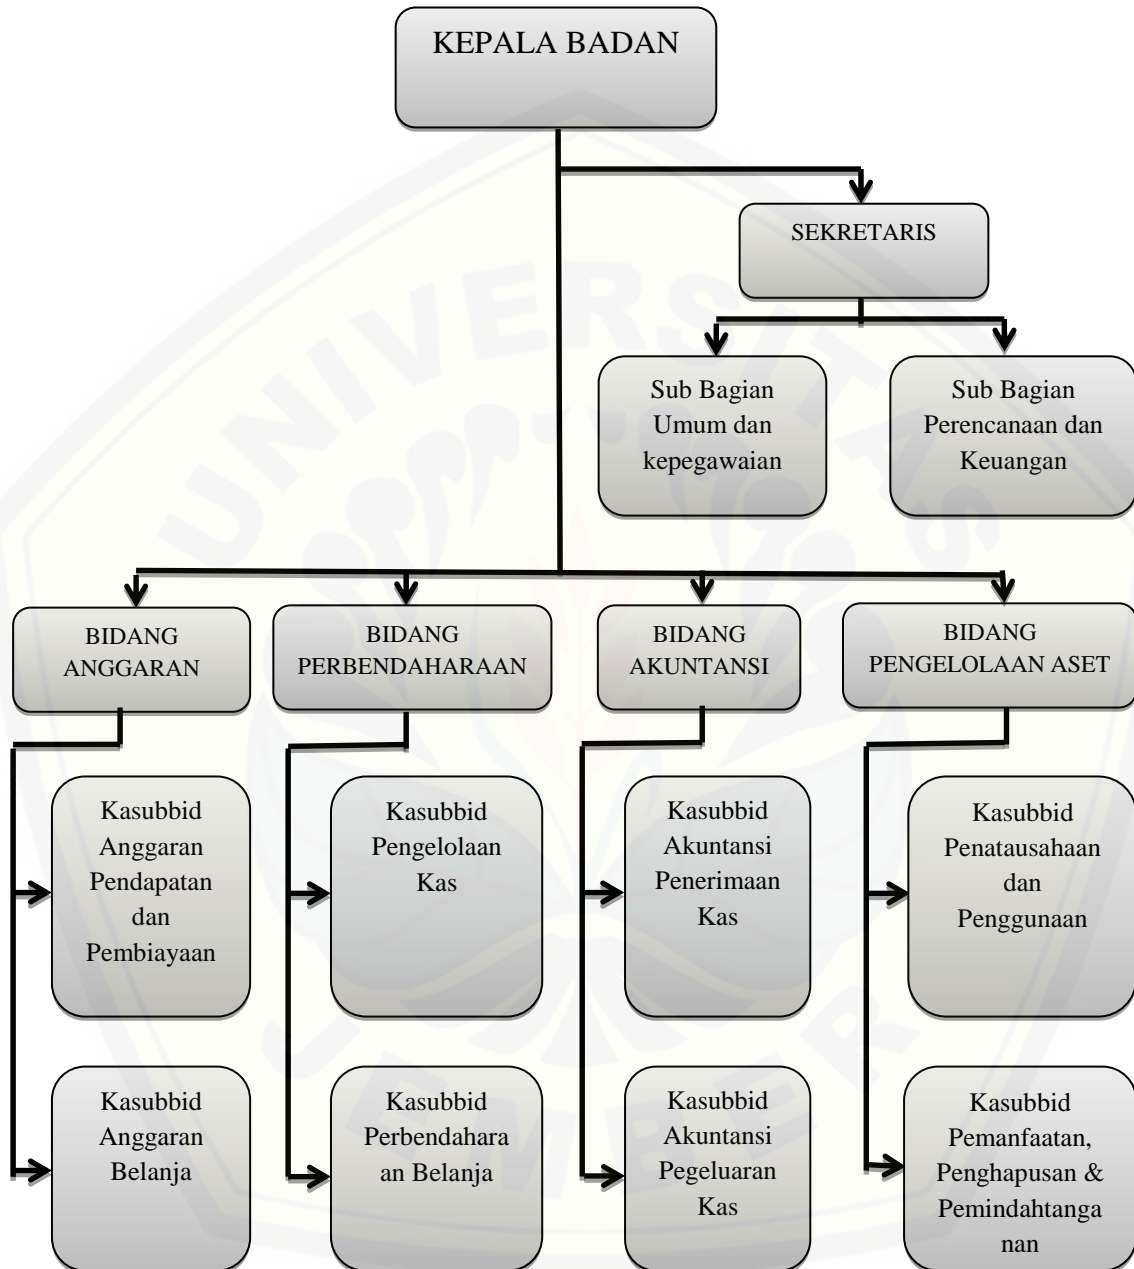 KEPALA BADAN
SEKRETARIS
Sub Bagian
Umum dan
kepegawaian
Sub Bagian
Perencanaan dan
Keuangan
BIDANG
ANGGARAN
BIDANG
PERBENDAHARAAN
BIDANG
AKUNTANSI
BIDANG
PENGELOLAAN ASET
Kasubbid
Anggaran
Pendapatan
dan
Pembiayaan
Kasubbid
Pengelolaan
Kas
Kasubbid
Akuntansi
Penerimaan
Kas
Kasubbid
Penatausahaan
dan
Penggunaan
Kasubbid
Anggaran
Belanja
Kasubbid
Perbendahara
an Belanja
Kasubbid
Akuntansi
Pegeluaran
Kas
Kasubbid
Pemanfaatan,
Penghapusan &
Pemindahtanga
nan
UNIVERSITAS
JEMBER